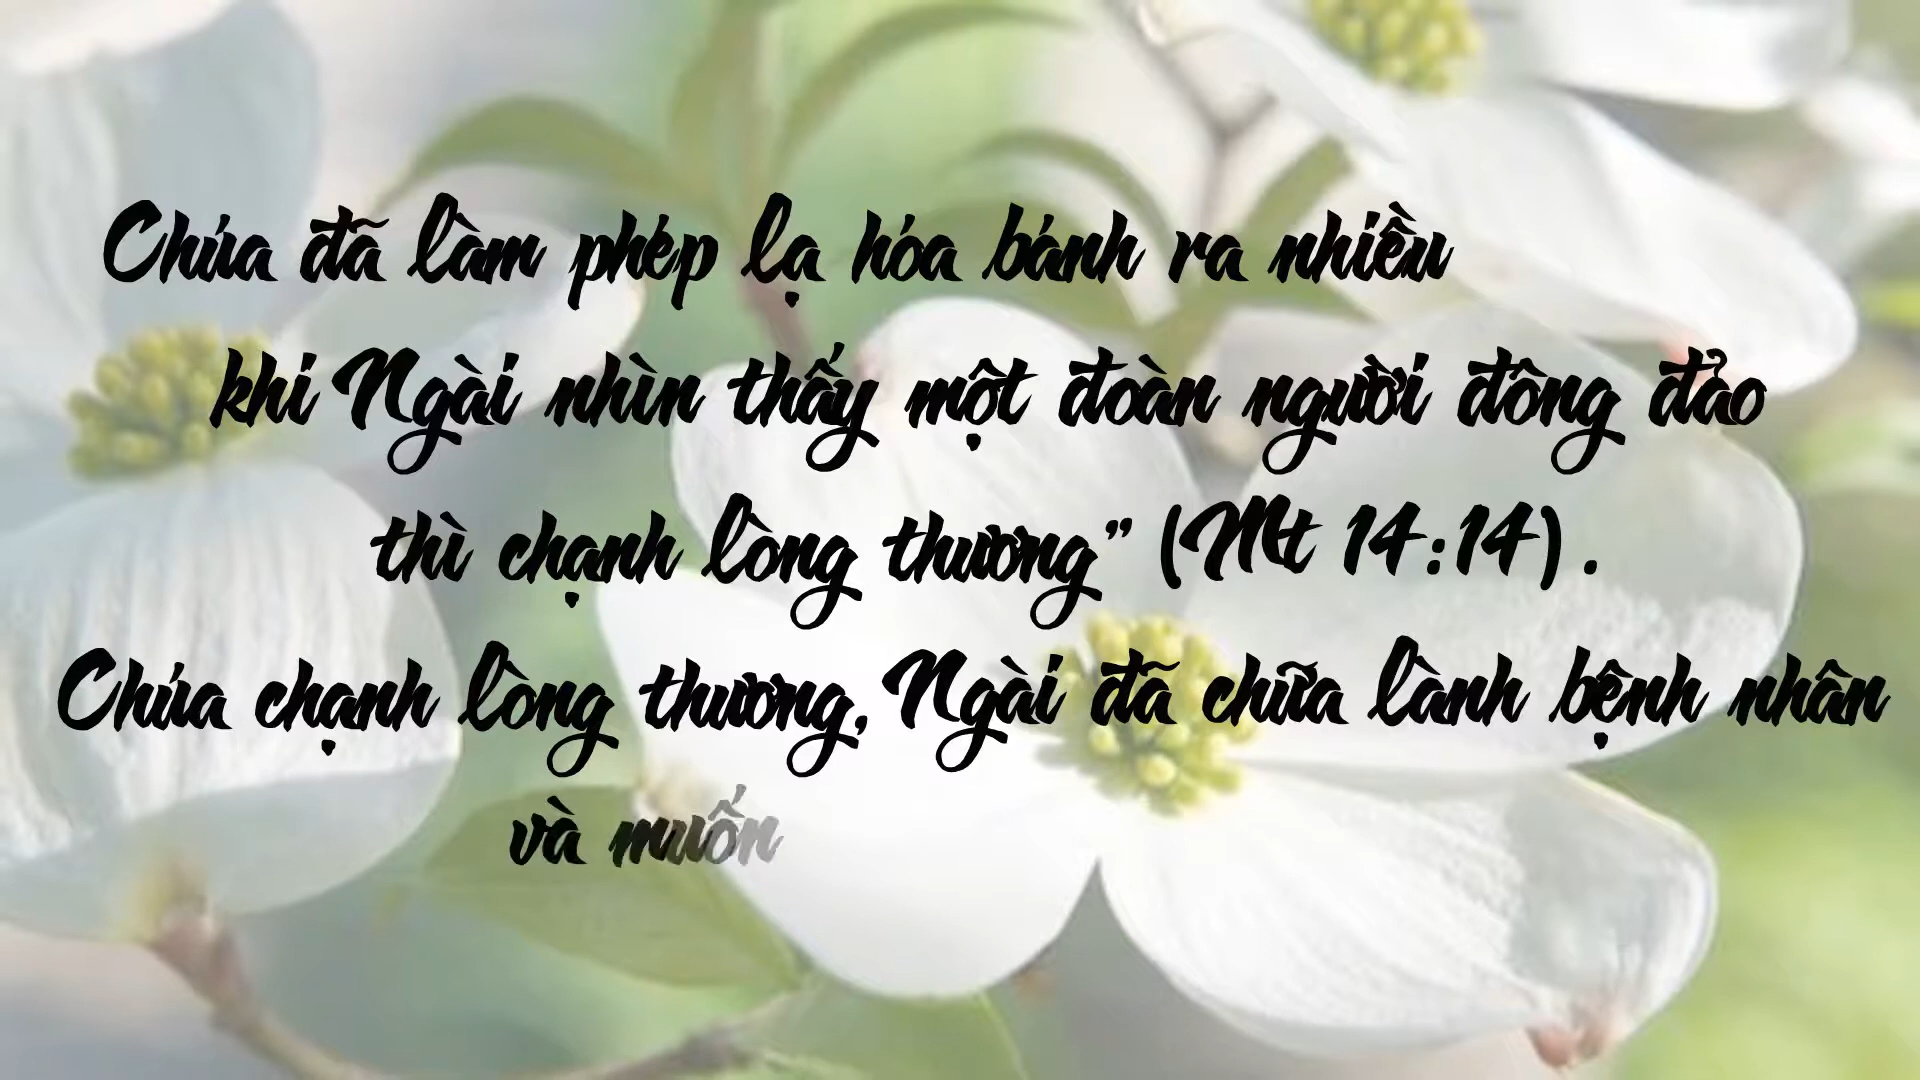 Chúa đã làm phép lạ hóa bánh ra nhiều
khi Ngài nhìn thấy một đoàn người đông đảo
thì chạnh lòng thương” (Mt 14:14) .
Chúa chạnh lòng thương, Ngài đã chữa lành bệnh nhân
và muốn